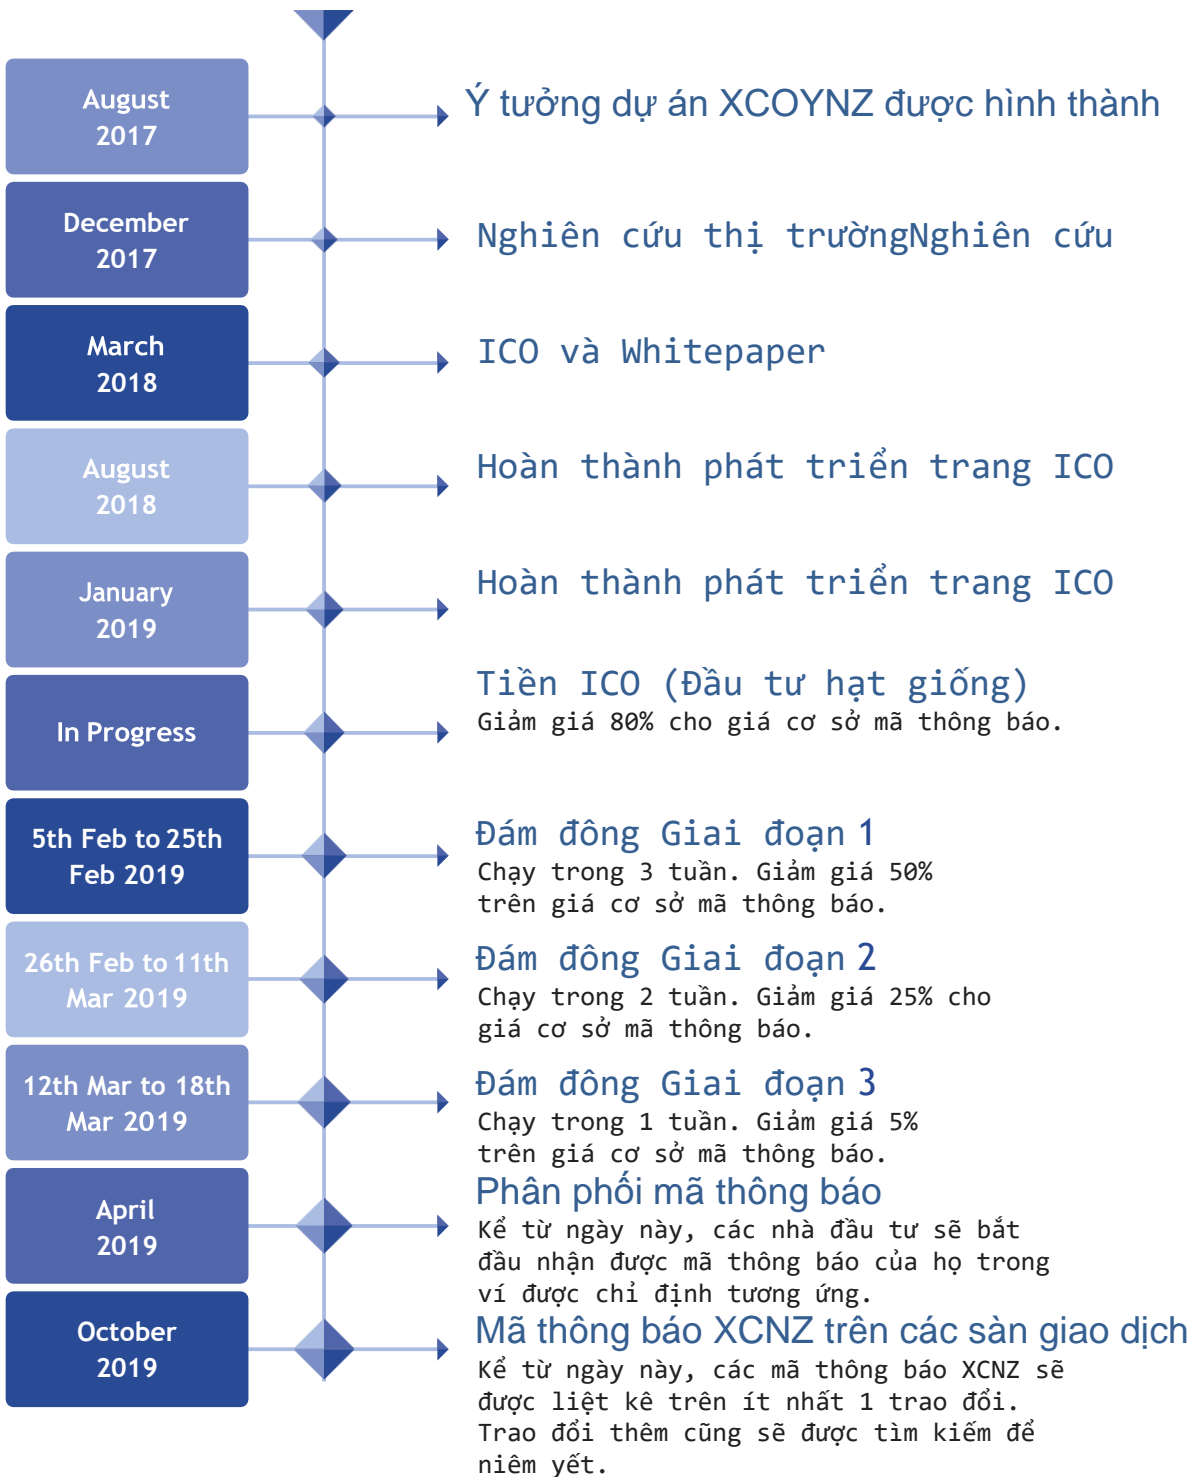 August
2017
Ý tưởng dự án XCOYNZ được hình thành
December
2017
Nghiên cứu thị trườngNghiên cứu
March
2018
ICO và Whitepaper
August
2018
Hoàn thành phát triển trang ICO
January
2019
Hoàn thành phát triển trang ICO
In Progress
Tiền ICO (Đầu tư hạt giống)
Giảm giá 80% cho giá cơ sở mã thông báo.
5th Feb to 25th
Feb 2019
Đám đông Giai đoạn 1
Chạy trong 3 tuần. Giảm giá 50%
trên giá cơ sở mã thông báo.
26th Feb to 11th
Mar 2019
Đám đông Giai đoạn 2
Chạy trong 2 tuần. Giảm giá 25% cho
giá cơ sở mã thông báo.
12th Mar to 18th
Mar 2019
Đám đông Giai đoạn 3
Chạy trong 1 tuần. Giảm giá 5%
trên giá cơ sở mã thông báo.
April
2019
Phân phối mã thông báo
Kể từ ngày này, các nhà đầu tư sẽ bắt
đầu nhận được mã thông báo của họ trong
ví được chỉ định tương ứng.
October
2019
Mã thông báo XCNZ trên các sàn giao dịch
Kể từ ngày này, các mã thông báo XCNZ sẽ
được liệt kê trên ít nhất 1 trao đổi.
Trao đổi thêm cũng sẽ được tìm kiếm để
niêm yết.